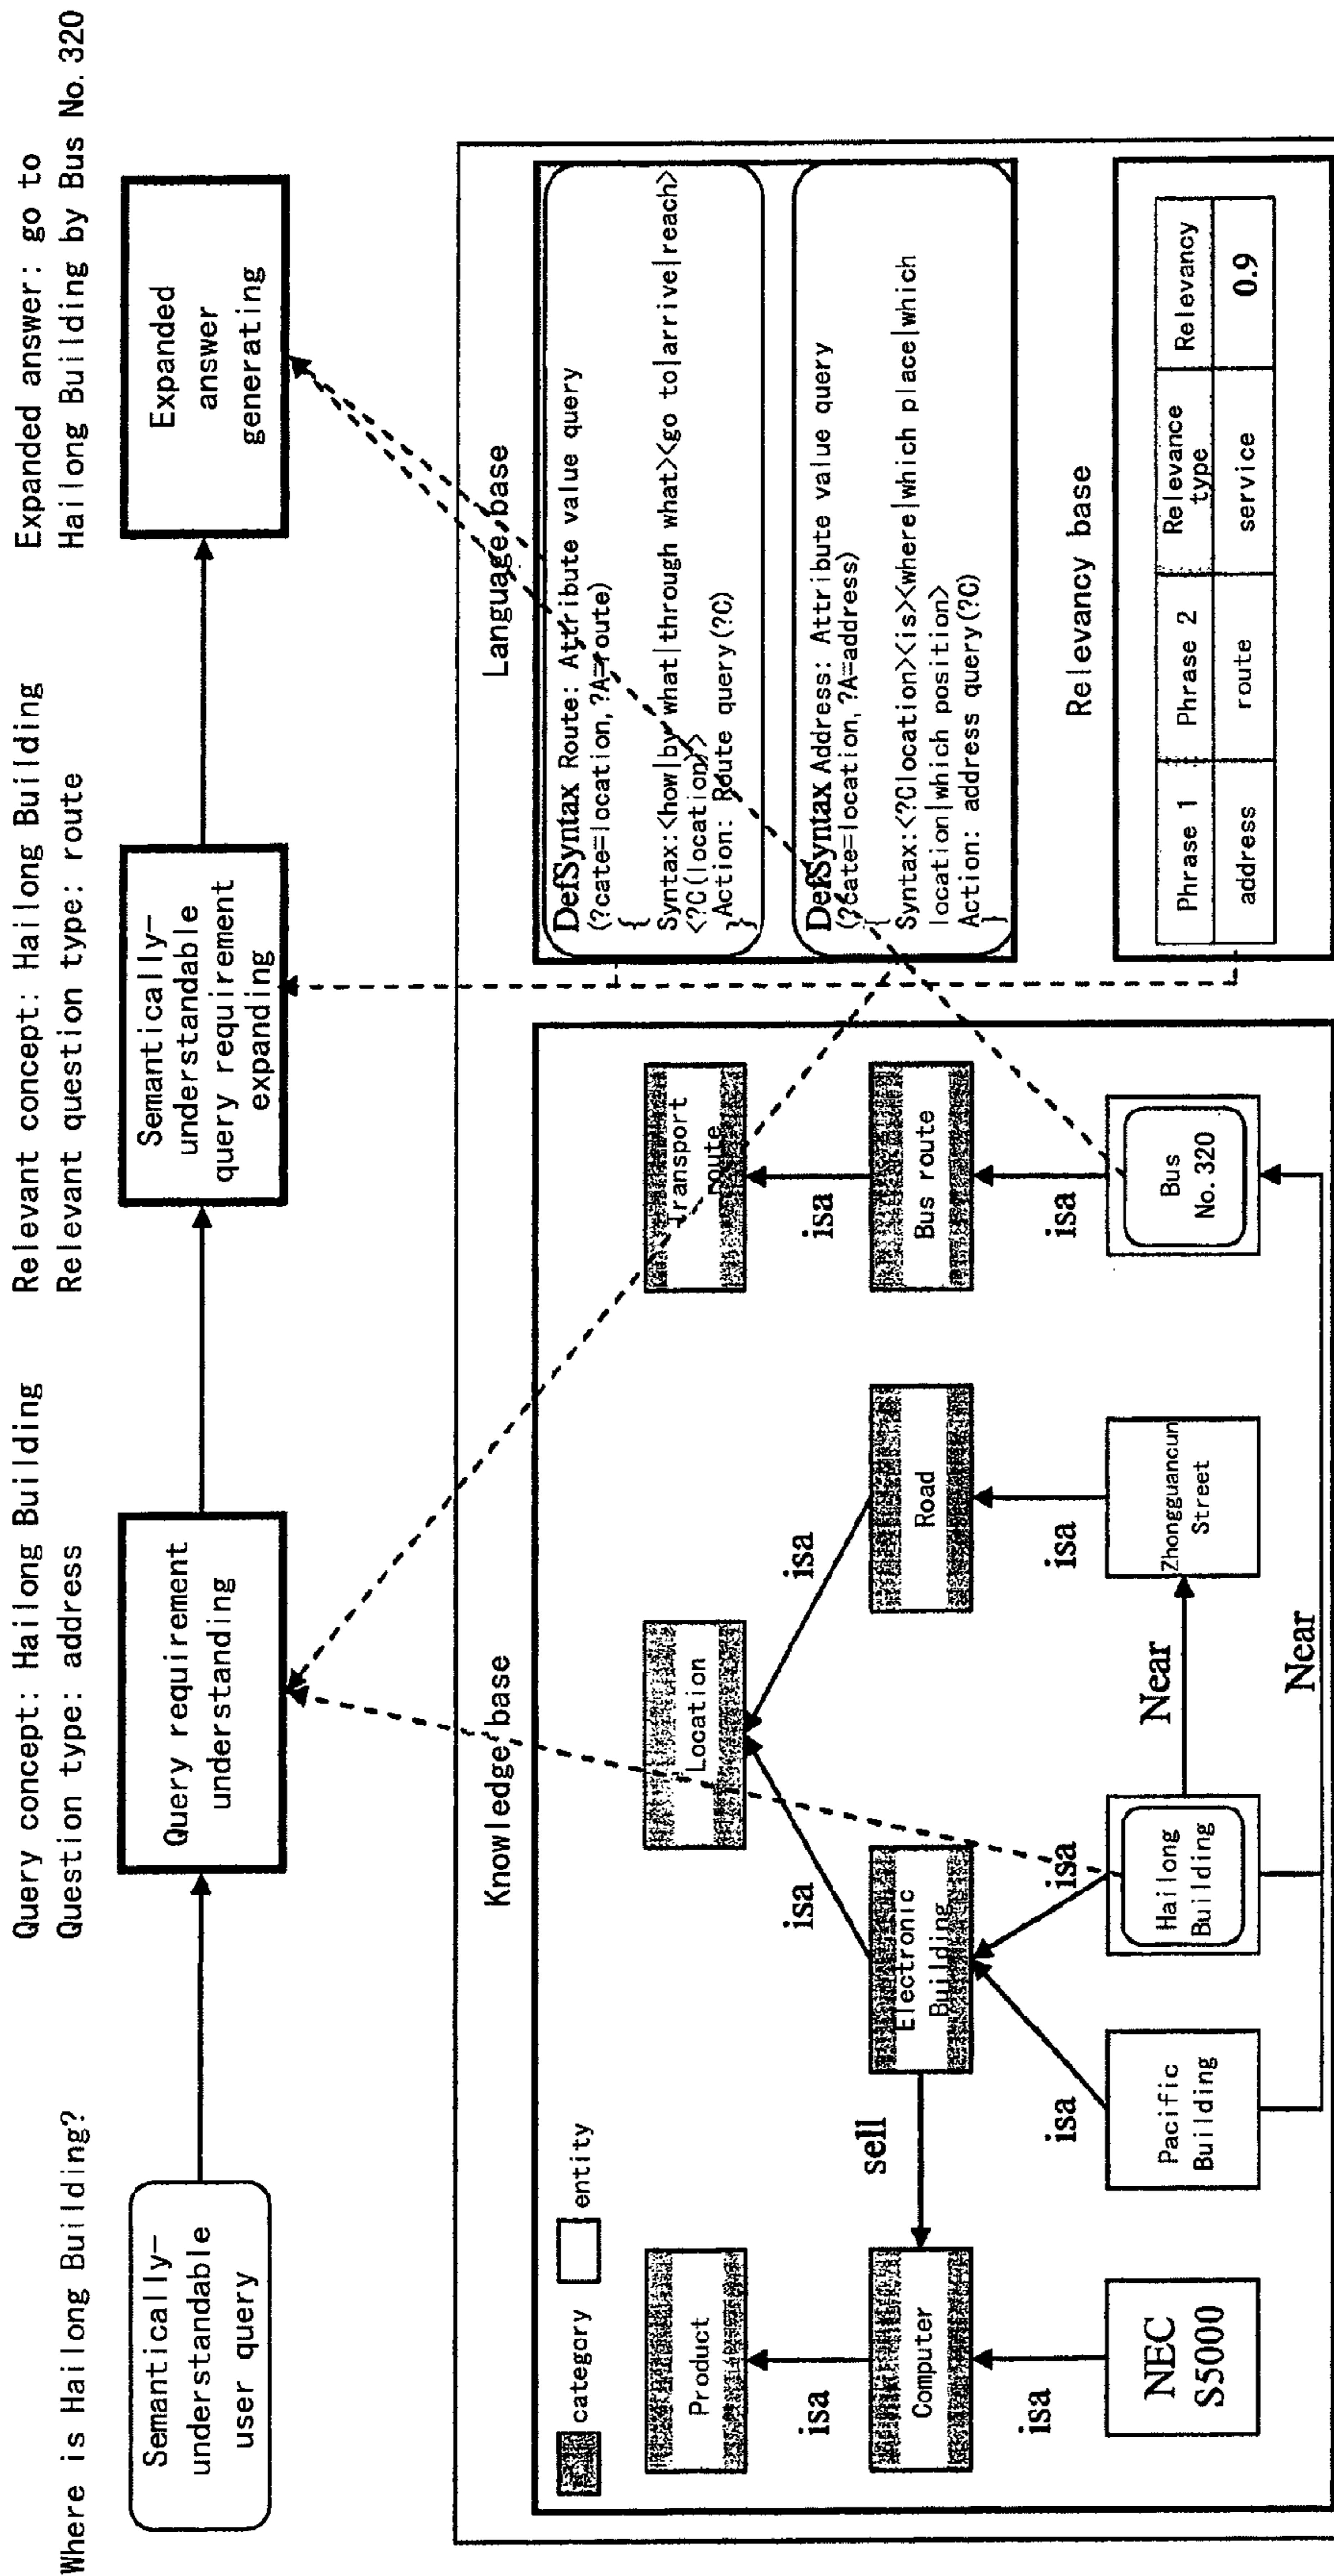 Where is Hailong Building?
Query concept: Hailong Building
Question type: address
Relevant concept: Hailong Building
Relevant question type: route
Expanded answer: go to
Hailong Building by Bus No. 320
Semantically-
understandable
user query
Query requirement
understanding
Semantically-
understandable
query requirement
expanding
Expanded
answer
generating
Knowledge base
category
entity
Product
isa
Computer
isa
NEC
S5000
sell
Location
isa
isa
Electronic
Building
Road
isa
isa
isa
Pacific
Building
Hailong
Building
Near
Zhongguancun
Street
Near
Transport
route
isa
Bus route
isa
Bus
No. 320
Language base
DefSyntax Route: Attribute value query
(?cate=location, ?A=route)
{
Syntax:<how|by what|through what><go to|arrive|reach>
<?C(location)>
Action: Route query(?C)
}
DefSyntax Address: Attribute value query
(?cate=location, ?A=address)
{
Syntax:<?C(location)><is><where|which place|which
location|which position>
Action: address query(?C)
}
Relevancy base
Phrase 1 Phrase 2 Relevance type Relevancy
address route service 0.9